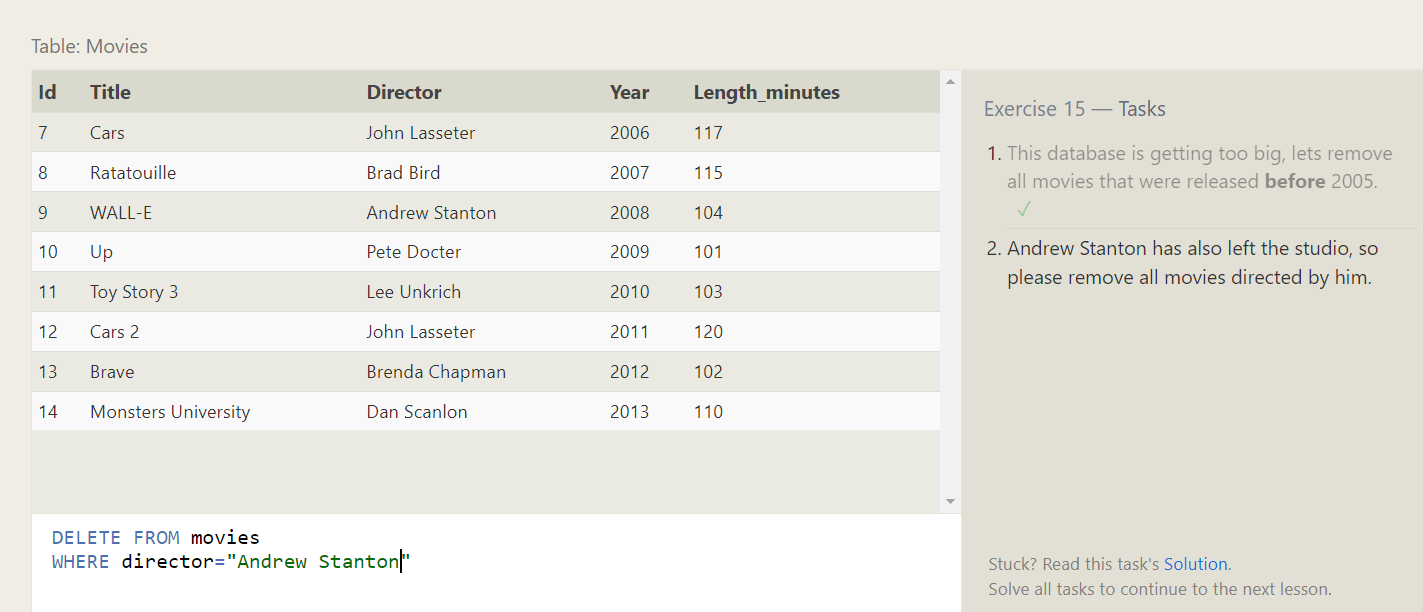 Table: Movies
Id Title Director Year Length_minutes
7 Cars John Lasseter 2006 117
8 Ratatouille Brad Bird 2007 115
9 WALL-E Andrew Stanton 2008 104
10 Up Pete Docter 2009 101
11 Toy Story 3 Lee Unkrich 2010 103
12 Cars 2 John Lasseter 2011 120
13 Brave Brenda Chapman 2012 102
14 Monsters University Dan Scanlon 2013 110
DELETE FROM movies
WHERE director="Andrew Stanton"
Exercise 15 — Tasks
1. This database is getting too big, lets remove
all movies that were released before 2005.
✓
2. Andrew Stanton has also left the studio, so
please remove all movies directed by him.
Stuck? Read this task's Solution.
Solve all tasks to continue to the next lesson.